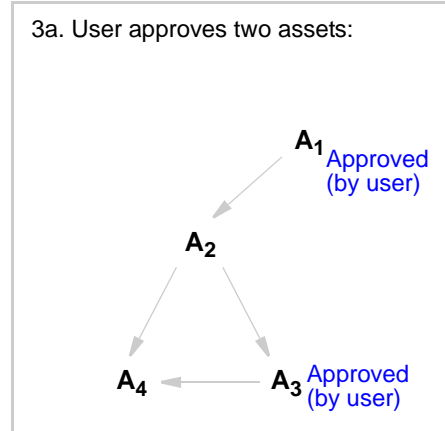 3a. User approves two assets:
A1 Approved
(by user)
A2
A4
A3 Approved
(by user)